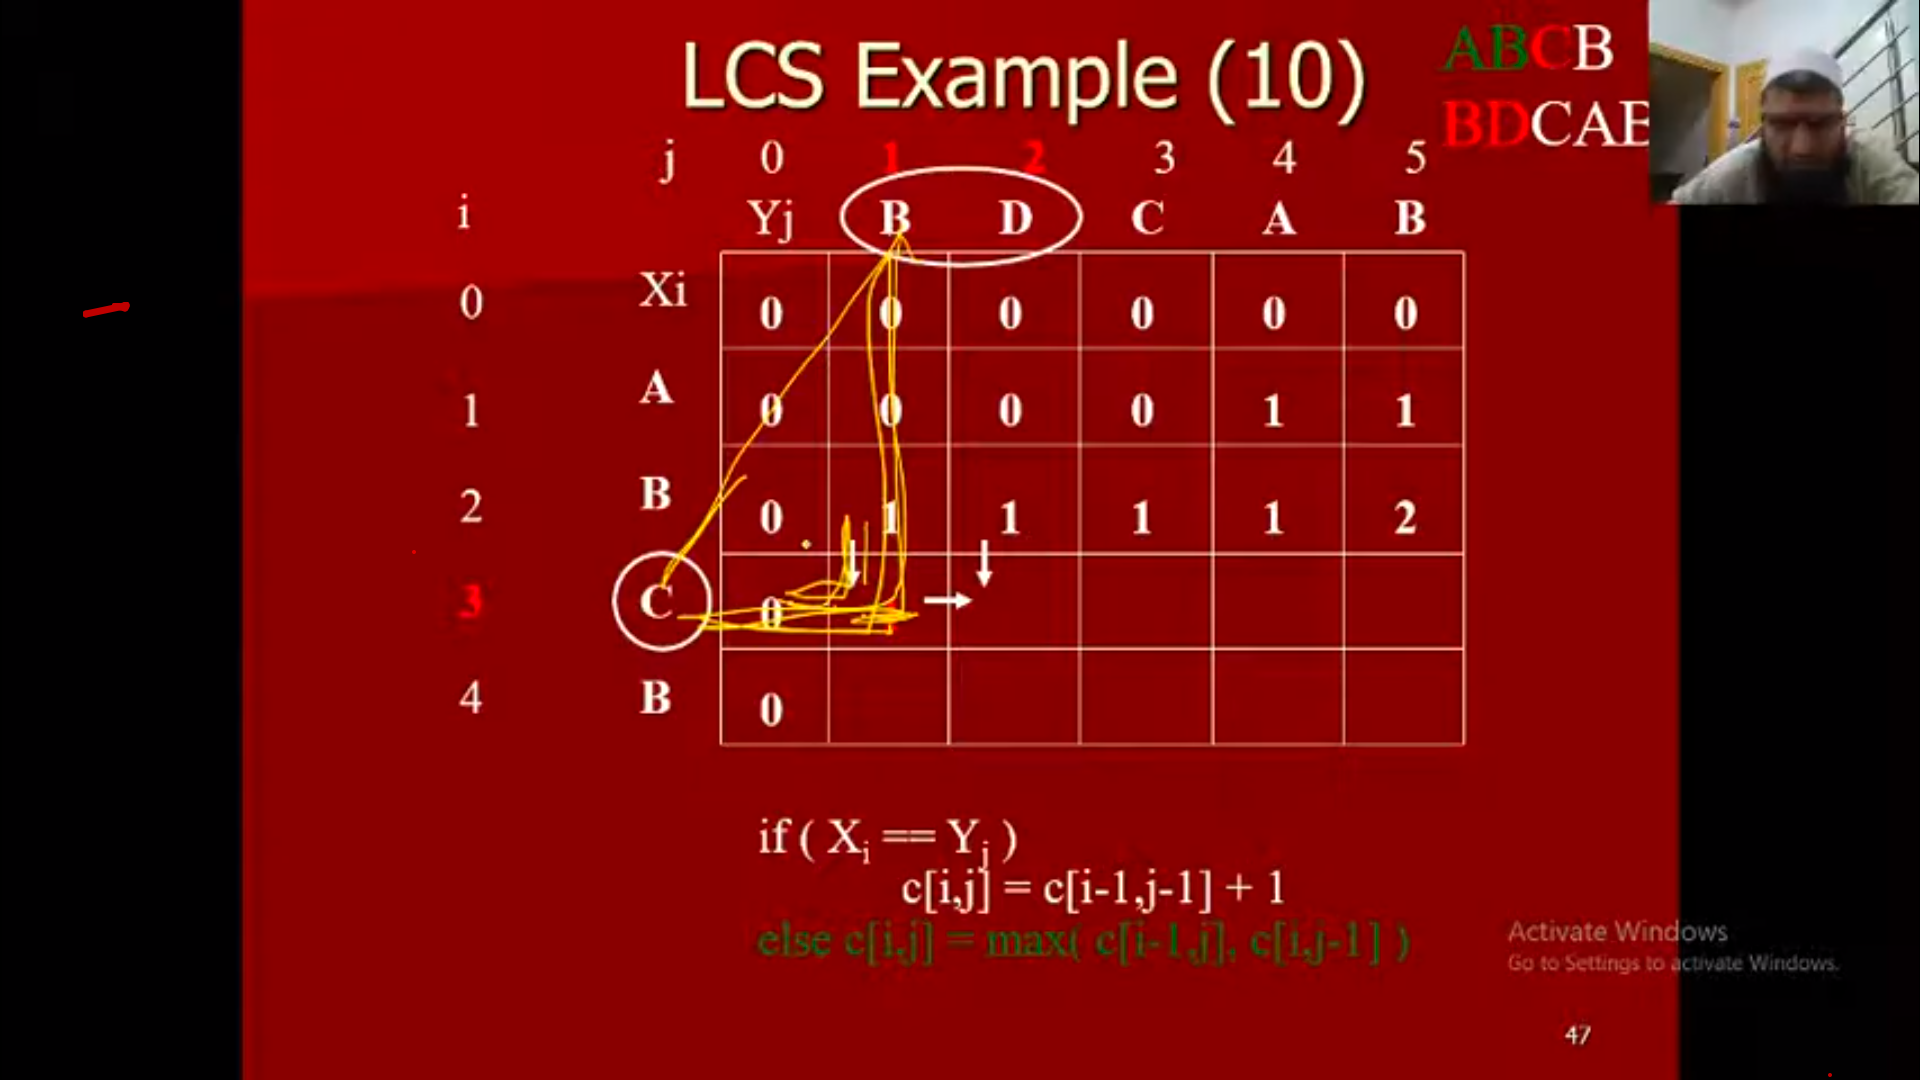 LCS Example (10)
ABCB
BDCAB
j 0 1 2 3 4 5
i Yj B D C A B
0 Xi 0 0 0 0 0 0
1 A 0 0 0 0 1 1
2 B 0 1 1 1 1 2
3 C 0
4 B 0
if ( Xi == Yj )
c[i,j] = c[i-1,j-1] + 1
else c[i,j] = max( c[i-1,j], c[i,j-1] )
Activate Windows
Go to Settings to activate Windows.
47